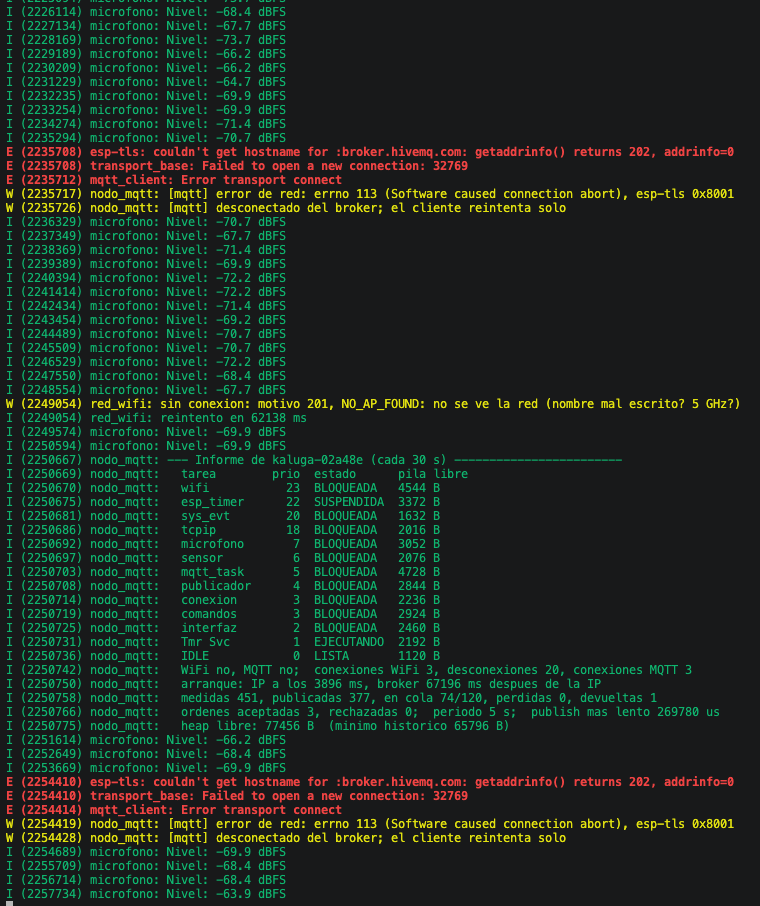 I (2226114) microfono: Nivel: -68.4 dBFS
I (2227134) microfono: Nivel: -67.7 dBFS
I (2228169) microfono: Nivel: -73.7 dBFS
I (2229189) microfono: Nivel: -66.2 dBFS
I (2230209) microfono: Nivel: -66.2 dBFS
I (2231229) microfono: Nivel: -64.7 dBFS
I (2232235) microfono: Nivel: -69.9 dBFS
I (2233254) microfono: Nivel: -69.9 dBFS
I (2234274) microfono: Nivel: -71.4 dBFS
I (2235294) microfono: Nivel: -70.7 dBFS
E (2235708) esp-tls: couldn't get hostname for :broker.hivemq.com: getaddrinfo() returns 202, addrinfo=0
E (2235708) transport_base: Failed to open a new connection: 32769
E (2235712) mqtt_client: Error transport connect
W (2235717) nodo_mqtt: [mqtt] error de red: errno 113 (Software caused connection abort), esp-tls 0x8001
W (2235726) nodo_mqtt: [mqtt] desconectado del broker; el cliente reintenta solo
I (2236329) microfono: Nivel: -70.7 dBFS
I (2237349) microfono: Nivel: -67.7 dBFS
I (2238369) microfono: Nivel: -71.4 dBFS
I (2239389) microfono: Nivel: -69.9 dBFS
I (2240394) microfono: Nivel: -72.2 dBFS
I (2241414) microfono: Nivel: -72.2 dBFS
I (2242434) microfono: Nivel: -71.4 dBFS
I (2243454) microfono: Nivel: -69.2 dBFS
I (2244489) microfono: Nivel: -70.7 dBFS
I (2245509) microfono: Nivel: -70.7 dBFS
I (2246529) microfono: Nivel: -72.2 dBFS
I (2247550) microfono: Nivel: -68.4 dBFS
I (2248554) microfono: Nivel: -67.7 dBFS
W (2249054) red_wifi: sin conexion: motivo 201, NO_AP_FOUND: no se ve la red (nombre mal escrito? 5 GHz?)
I (2249054) red_wifi: reintento en 62138 ms
I (2249574) microfono: Nivel: -69.9 dBFS
I (2250594) microfono: Nivel: -69.9 dBFS
I (2250667) nodo_mqtt: ─── Informe de kaluga-02a48e (cada 30 s) ────────────────────────
I (2250669) nodo_mqtt:   tarea        prio  estado     pila libre
I (2250670) nodo_mqtt:   wifi           23  BLOQUEADA   4544 B
I (2250675) nodo_mqtt:   esp_timer      22  SUSPENDIDA  3372 B
I (2250681) nodo_mqtt:   sys_evt        20  BLOQUEADA   1632 B
I (2250686) nodo_mqtt:   tcpip          18  BLOQUEADA   2016 B
I (2250692) nodo_mqtt:   microfono       7  BLOQUEADA   3052 B
I (2250697) nodo_mqtt:   sensor          6  BLOQUEADA   2076 B
I (2250703) nodo_mqtt:   mqtt_task       5  BLOQUEADA   4728 B
I (2250708) nodo_mqtt:   publicador      4  BLOQUEADA   2844 B
I (2250714) nodo_mqtt:   conexion        3  BLOQUEADA   2236 B
I (2250719) nodo_mqtt:   comandos        3  BLOQUEADA   2924 B
I (2250725) nodo_mqtt:   interfaz        2  BLOQUEADA   2460 B
I (2250731) nodo_mqtt:   Tmr Svc         1  EJECUTANDO  2192 B
I (2250736) nodo_mqtt:   IDLE            0  LISTA       1120 B
I (2250742) nodo_mqtt:   WiFi no, MQTT no;  conexiones WiFi 3, desconexiones 20, conexiones MQTT 3
I (2250750) nodo_mqtt:   arranque: IP a los 3896 ms, broker 67196 ms despues de la IP
I (2250758) nodo_mqtt:   medidas 451, publicadas 377, en cola 74/120, perdidas 0, devueltas 1
I (2250766) nodo_mqtt:   ordenes aceptadas 3, rechazadas 0;  periodo 5 s;  publish mas lento 269780 us
I (2250775) nodo_mqtt:   heap libre: 77456 B  (minimo historico 65796 B)
I (2251614) microfono: Nivel: -66.2 dBFS
I (2252649) microfono: Nivel: -68.4 dBFS
I (2253669) microfono: Nivel: -69.9 dBFS
E (2254410) esp-tls: couldn't get hostname for :broker.hivemq.com: getaddrinfo() returns 202, addrinfo=0
E (2254410) transport_base: Failed to open a new connection: 32769
E (2254414) mqtt_client: Error transport connect
W (2254419) nodo_mqtt: [mqtt] error de red: errno 113 (Software caused connection abort), esp-tls 0x8001
W (2254428) nodo_mqtt: [mqtt] desconectado del broker; el cliente reintenta solo
I (2254689) microfono: Nivel: -69.9 dBFS
I (2255709) microfono: Nivel: -68.4 dBFS
I (2256714) microfono: Nivel: -68.4 dBFS
I (2257734) microfono: Nivel: -63.9 dBFS